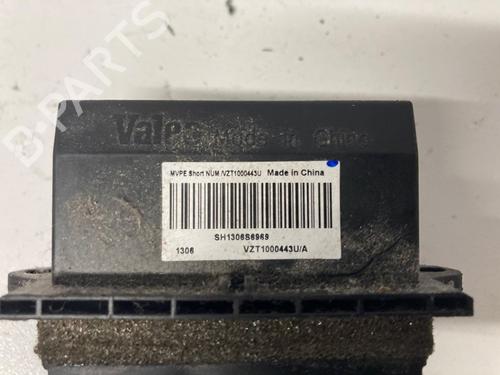 B-PARTS
Valeo Made in China
MVPE Short NUM /VZT1000443U Made in China
SH1306S6969
1306 VZT1000443U/A